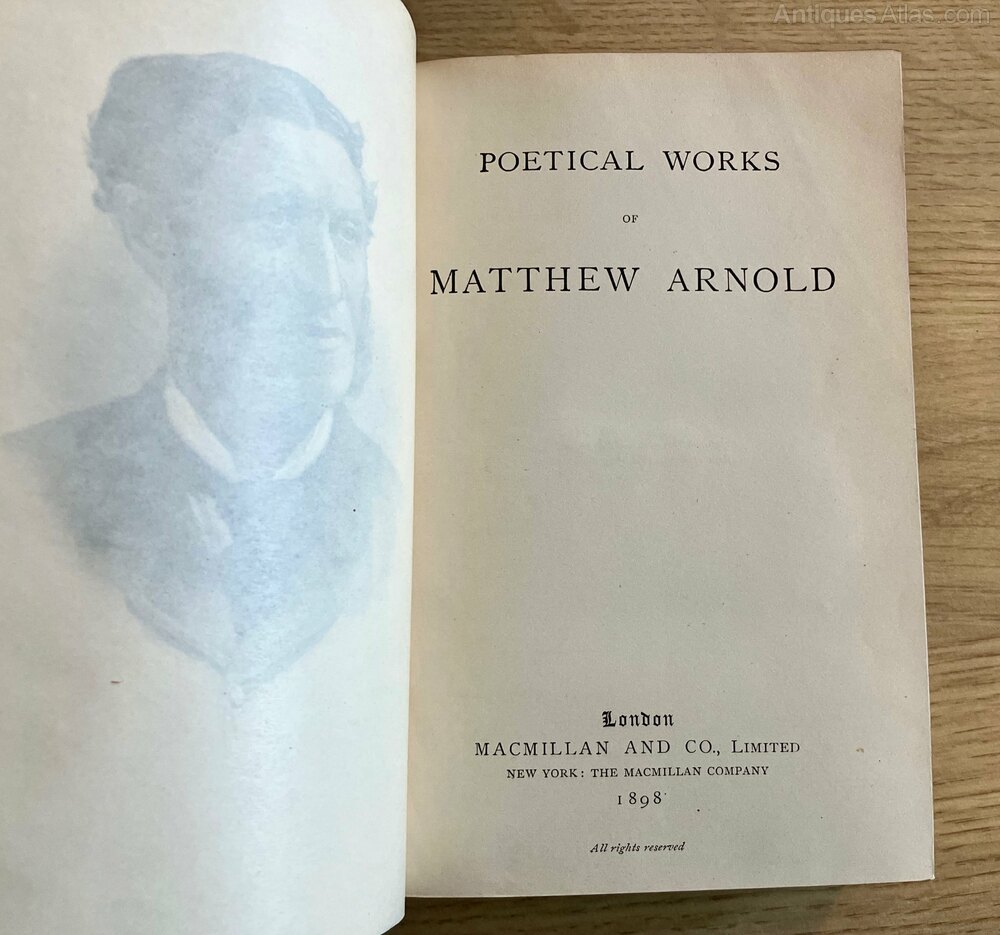 AntiquesAtlas.com
POETICAL WORKS
OF
MATTHEW ARNOLD
London
MACMILLAN AND CO., LIMITED
NEW YORK: THE MACMILLAN COMPANY
1898
All rights reserved